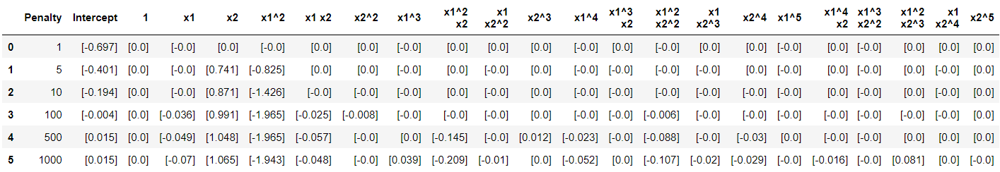 Penalty Intercept 1 x1 x2 x1^2 x1 x2 x2^2 x1^3 x1^2 x2 x1 x2^2 x2^3 x1^4 x1^3 x2 x1^2 x2^2 x1 x2^3 x2^4 x1^5 x1^4 x2 x1^3 x2^2 x1^2 x2^3 x1 x2^4 x2^5
0 1 [-0.697] [0.0] [-0.0] [0.0] [-0.0] [0.0] [0.0] [-0.0] [0.0] [0.0] [0.0] [-0.0] [0.0] [-0.0] [0.0] [0.0] [-0.0] [0.0] [-0.0] [0.0] [0.0] [0.0]
1 5 [-0.401] [0.0] [-0.0] [0.741] [-0.825] [0.0] [0.0] [-0.0] [0.0] [-0.0] [0.0] [-0.0] [-0.0] [-0.0] [-0.0] [0.0] [-0.0] [0.0] [-0.0] [0.0] [-0.0] [0.0]
2 10 [-0.194] [0.0] [-0.0] [0.871] [-1.426] [-0.0] [-0.0] [-0.0] [0.0] [-0.0] [0.0] [-0.0] [-0.0] [-0.0] [-0.0] [-0.0] [-0.0] [0.0] [-0.0] [0.0] [-0.0] [0.0]
3 100 [-0.004] [0.0] [-0.036] [0.991] [-1.965] [-0.025] [-0.008] [-0.0] [-0.0] [-0.0] [0.0] [-0.0] [-0.0] [-0.006] [-0.0] [-0.0] [-0.0] [-0.0] [-0.0] [-0.0] [-0.0] [0.0]
4 500 [0.015] [0.0] [-0.049] [1.048] [-1.965] [-0.057] [-0.0] [0.0] [-0.145] [-0.0] [0.012] [-0.023] [-0.0] [-0.088] [-0.0] [-0.03] [0.0] [-0.0] [-0.0] [0.0] [0.0] [0.0]
5 1000 [0.015] [0.0] [-0.07] [1.065] [-1.943] [-0.048] [-0.0] [0.039] [-0.209] [-0.01] [0.0] [-0.052] [0.0] [-0.107] [-0.02] [-0.029] [-0.0] [-0.016] [-0.0] [0.081] [0.0] [-0.0]